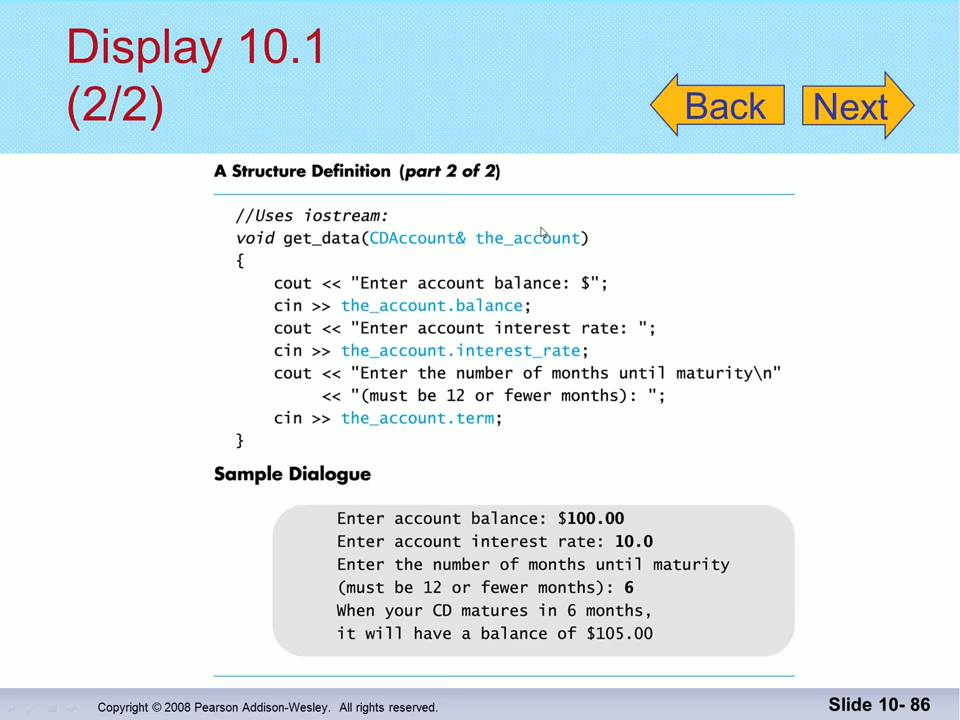 Display 10.1
(2/2)
Back
Next
A Structure Definition (part 2 of 2)
//Uses iostream:
void get_data(CDAccount& the_account)
{
cout << "Enter account balance: $";
cin >> the_account.balance;
cout << "Enter account interest rate: ";
cin >> the_account.interest_rate;
cout << "Enter the number of months until maturity\n"
<< "(must be 12 or fewer months): ";
cin >> the_account.term;
}
Sample Dialogue
Enter account balance: $100.00
Enter account interest rate: 10.0
Enter the number of months until maturity
(must be 12 or fewer months): 6
When your CD matures in 6 months,
it will have a balance of $105.00
Copyright © 2008 Pearson Addison-Wesley. All rights reserved.
Slide 10- 86